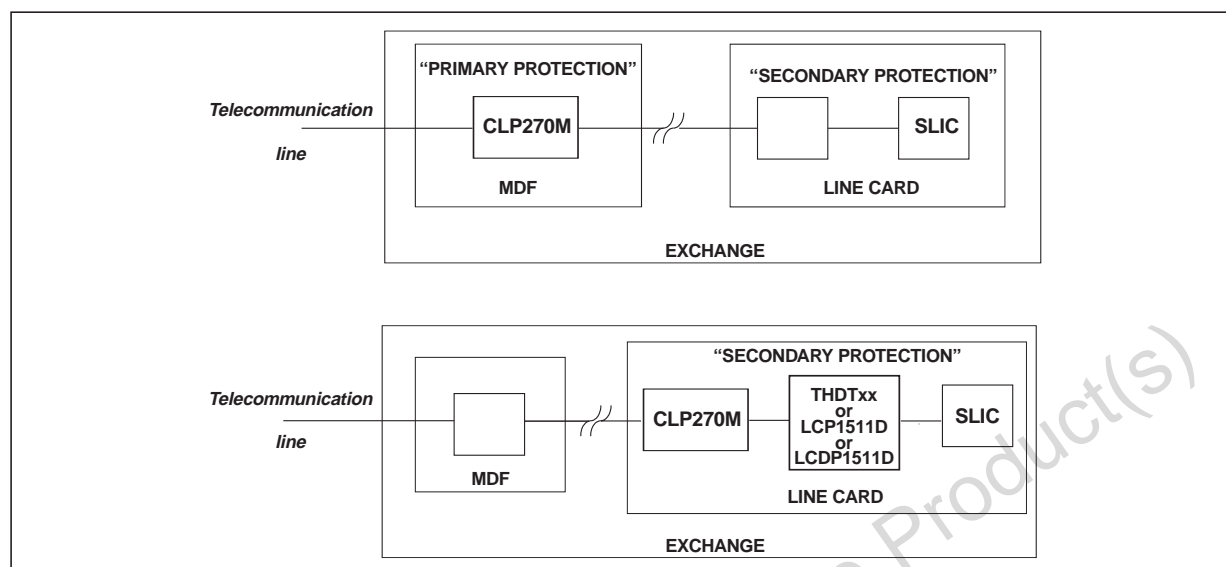 "PRIMARY PROTECTION"
"SECONDARY PROTECTION"
Telecommunication
line
CLP270M
SLIC
MDF
LINE CARD
EXCHANGE
"SECONDARY PROTECTION"
Telecommunication
line
CLP270M
THDTxx
or
LCP1511D
or
LCDP1511D
SLIC
MDF
LINE CARD
EXCHANGE
Product(s)